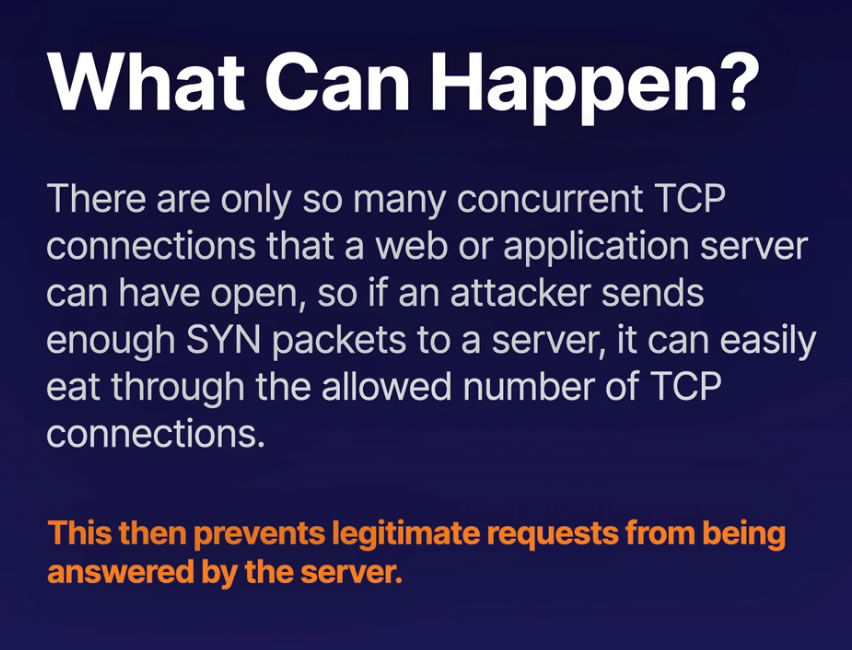 What Can Happen?
There are only so many concurrent TCP
connections that a web or application server
can have open, so if an attacker sends
enough SYN packets to a server, it can easily
eat through the allowed number of TCP
connections.
This then prevents legitimate requests from being
answered by the server.